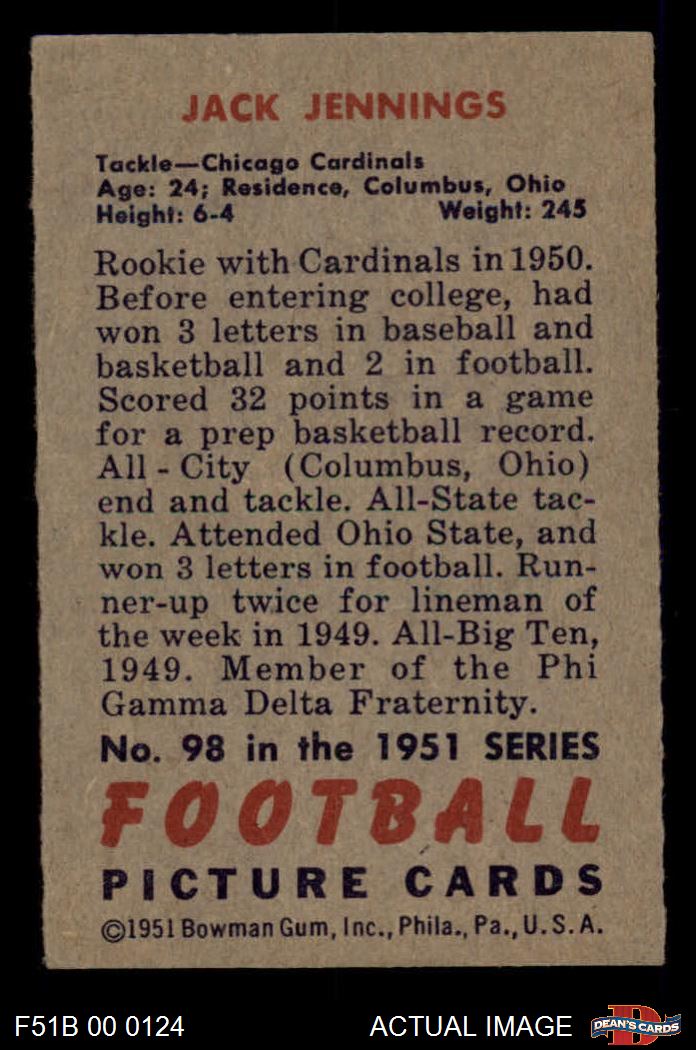 JACK JENNINGS
Tackle—Chicago Cardinals
Age: 24; Residence, Columbus, Ohio
Height: 6-4 Weight: 245
Rookie with Cardinals in 1950.
Before entering college, had
won 3 letters in baseball and
basketball and 2 in football.
Scored 32 points in a game
for a prep basketball record.
All - City (Columbus, Ohio)
end and tackle. All-State tac-
kle. Attended Ohio State, and
won 3 letters in football. Run-
ner-up twice for lineman of
the week in 1949. All-Big Ten,
1949. Member of the Phi
Gamma Delta Fraternity.
No. 98 in the 1951 SERIES
FOOTBALL
PICTURE CARDS
©1951 Bowman Gum, Inc., Phila., Pa., U.S.A.
F51B 00 0124 ACTUAL IMAGE
D
DEAN'S CARDS